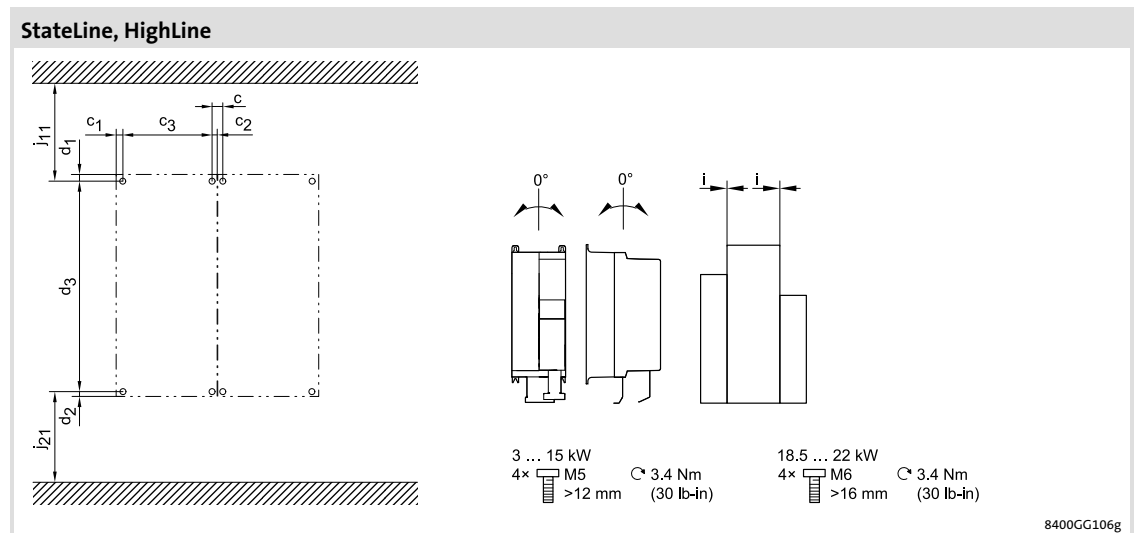 StateLine, HighLine
c
c1 c3 c2
j11
d1
d3
d2
j21
0° 0° i i
3 ... 15 kW
4× M5 3.4 Nm
>12 mm (30 lb-in)
18.5 ... 22 kW
4× M6 3.4 Nm
>16 mm (30 lb-in)
8400GG106g